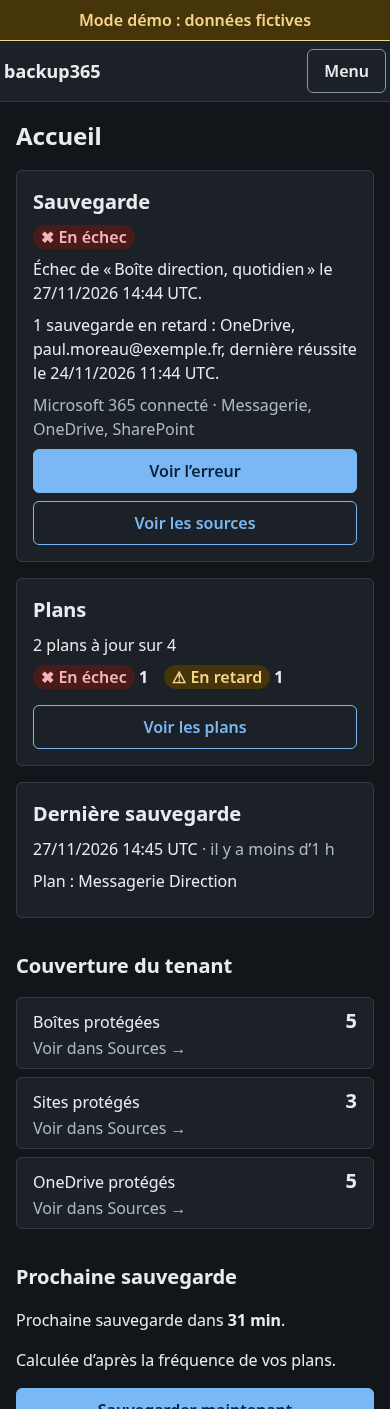 Mode démo : données fictives
backup365
Menu
Accueil
Sauvegarde
✖ En échec
Échec de « Boîte direction, quotidien » le
27/11/2026 14:44 UTC.
1 sauvegarde en retard : OneDrive,
paul.moreau@exemple.fr, dernière réussite
le 24/11/2026 11:44 UTC.
Microsoft 365 connecté · Messagerie,
OneDrive, SharePoint
Voir l’erreur
Voir les sources
Plans
2 plans à jour sur 4
✖ En échec 1 ⚠ En retard 1
Voir les plans
Dernière sauvegarde
27/11/2026 14:45 UTC · il y a moins d’1 h
Plan : Messagerie Direction
Couverture du tenant
Boîtes protégées 5
Voir dans Sources →
Sites protégés 3
Voir dans Sources →
OneDrive protégés 5
Voir dans Sources →
Prochaine sauvegarde
Prochaine sauvegarde dans 31 min.
Calculée d’après la fréquence de vos plans.
Sauvegarder maintenant